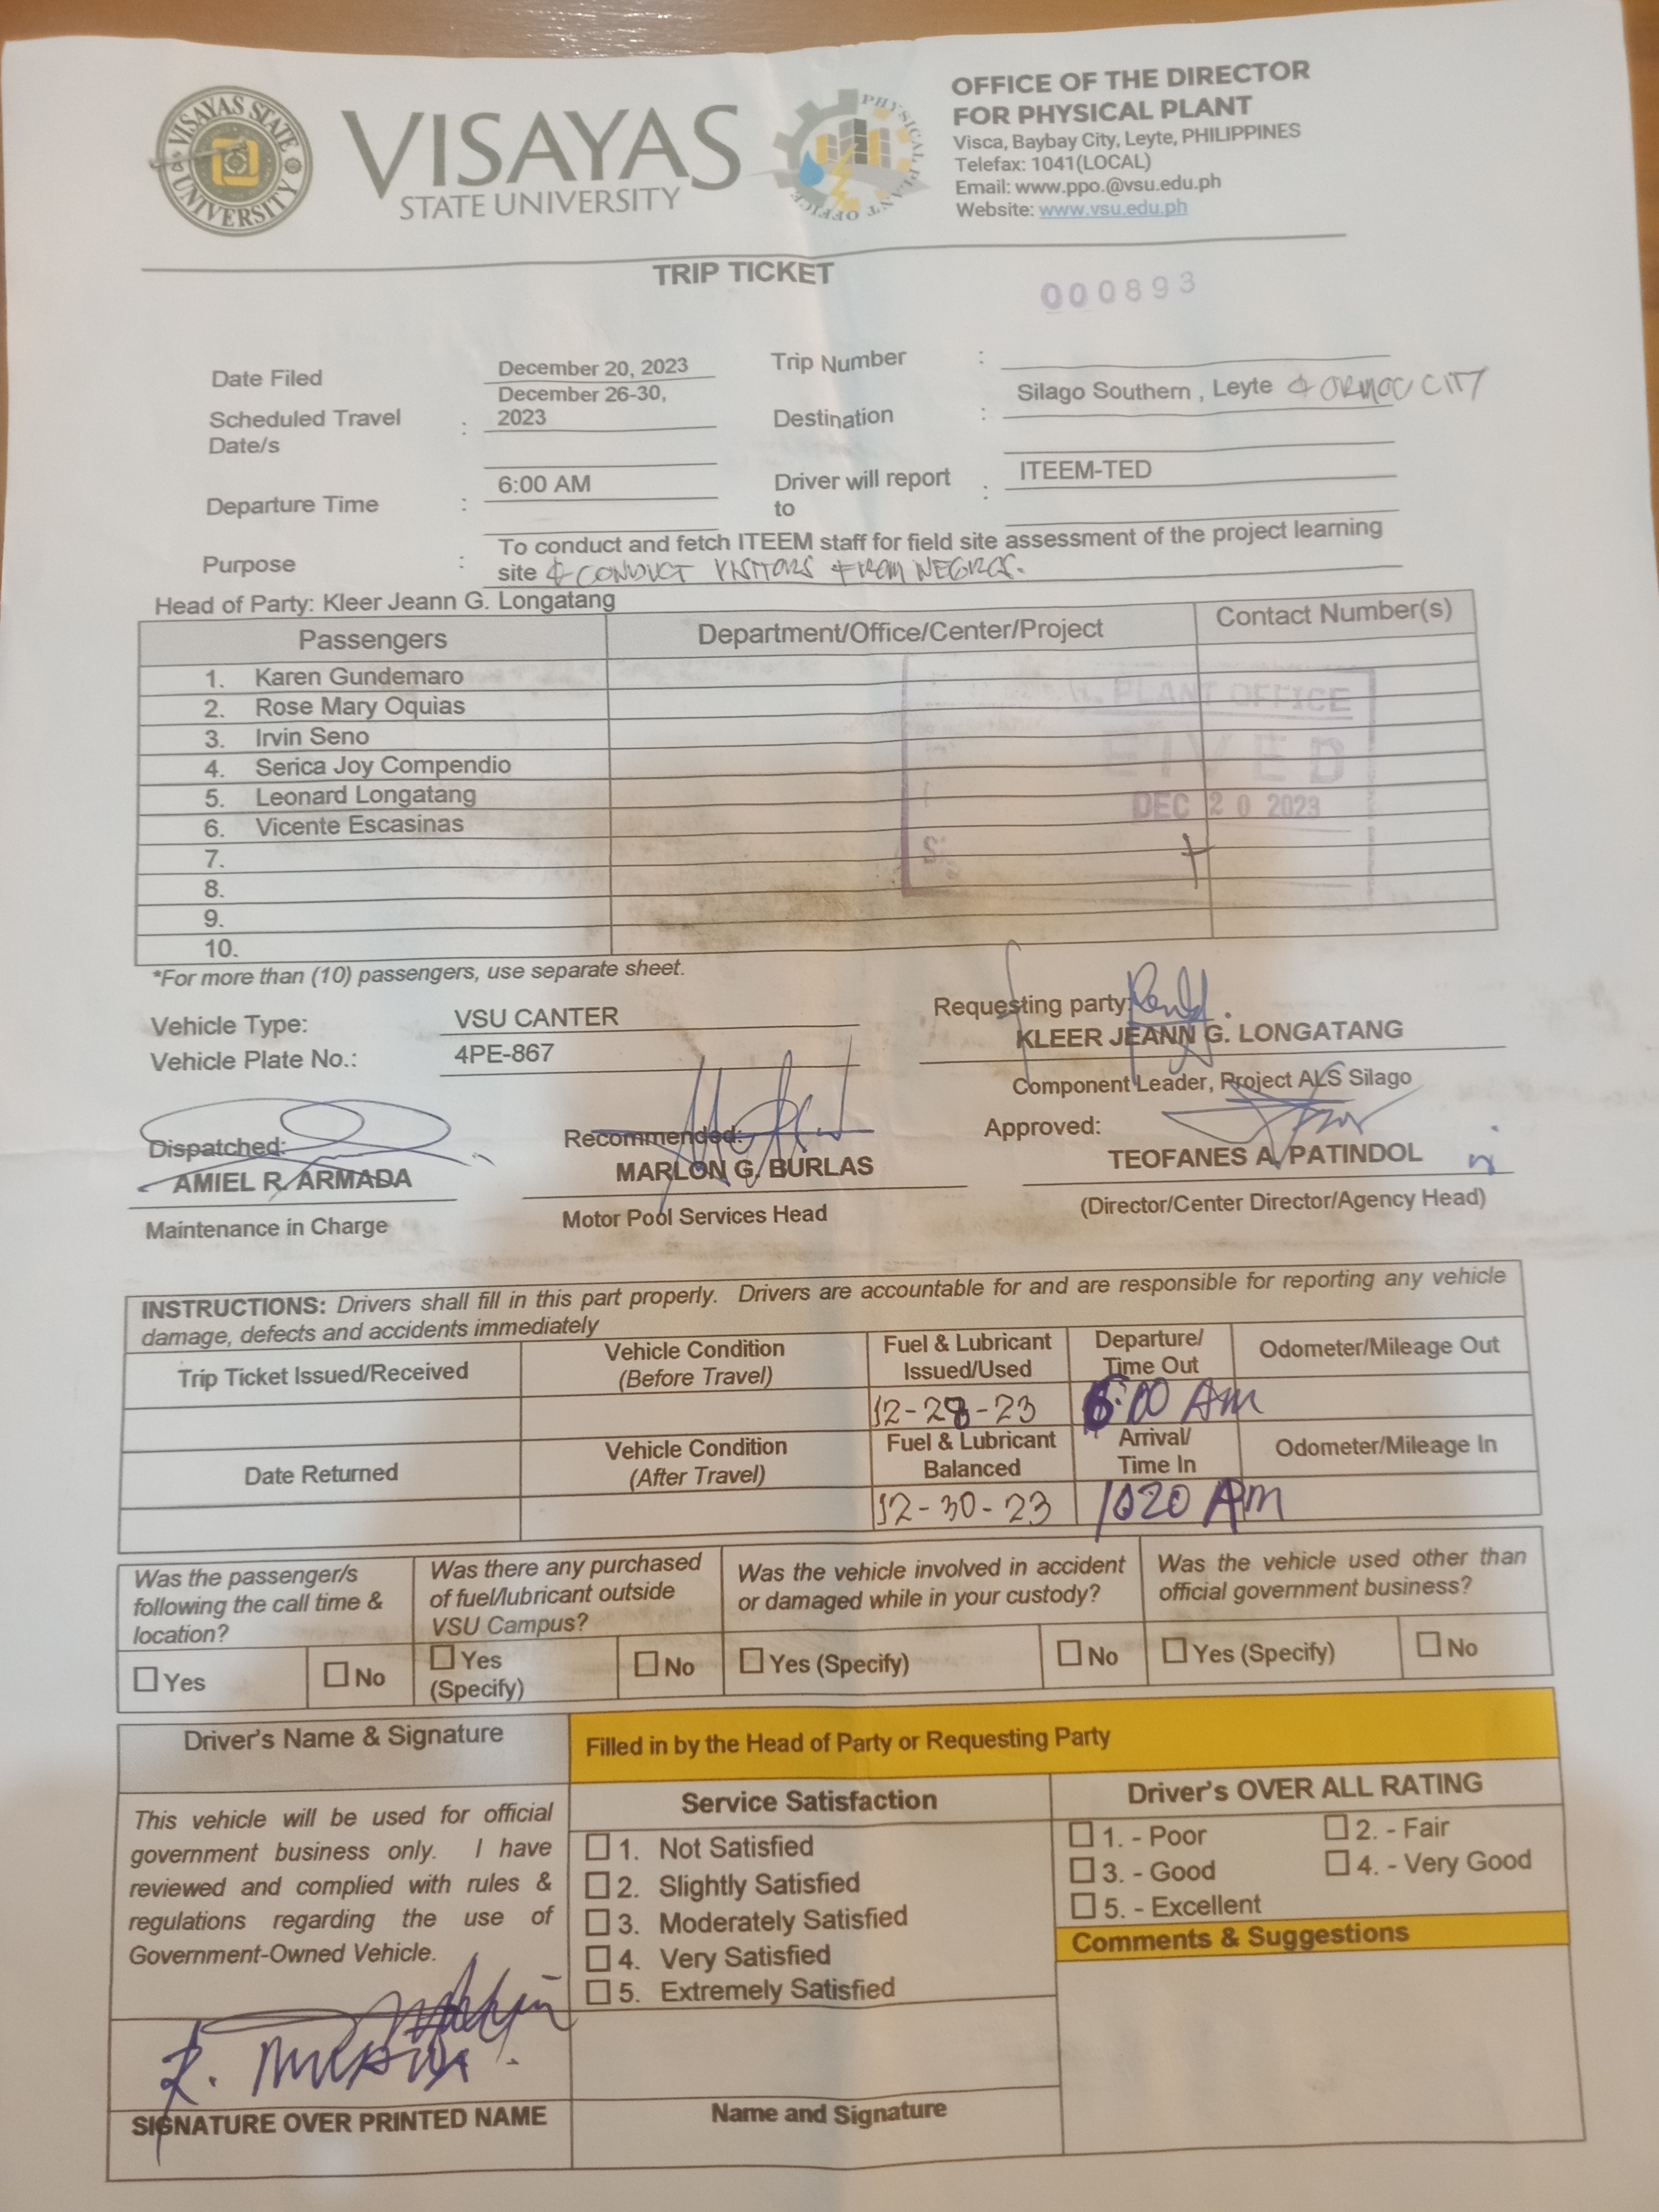 VISAYAS STATE UNIVERSITY
VISAYAS
STATE UNIVERSITY
PHYSICAL PLANT OFFICE
OFFICE OF THE DIRECTOR
FOR PHYSICAL PLANT
Visca, Baybay City, Leyte, PHILIPPINES
Telefax: 1041(LOCAL)
Email: www.ppo.@vsu.edu.ph
Website: www.vsu.edu.ph
TRIP TICKET
000893
Date Filed December 20, 2023 Trip Number :
Scheduled Travel Date/s : December 26-30, 2023 Destination : Silago Southern , Leyte & ORMOC CITY
Departure Time : 6:00 AM Driver will report to : ITEEM-TED
Purpose : To conduct and fetch ITEEM staff for field site assessment of the project learning
site & CONDUCT VISITORS FROM NEGROS.
Head of Party: Kleer Jeann G. Longatang
Passengers Department/Office/Center/Project Contact Number(s)
1. Karen Gundemaro
2. Rose Mary Oquias
3. Irvin Seno
4. Serica Joy Compendio
5. Leonard Longatang
6. Vicente Escasinas
7.
8.
9.
10.
PLANT OFFICE
EIVED
DEC 20 2023
*For more than (10) passengers, use separate sheet.
Vehicle Type: VSU CANTER
Vehicle Plate No.: 4PE-867
Requesting party:
KLEER JEANN G. LONGATANG
Component Leader, Project ALS Silago
Dispatched: Recommended: Approved:
AMIEL R. ARMADA MARLON G. BURLAS TEOFANES A. PATINDOL
Maintenance in Charge Motor Pool Services Head (Director/Center Director/Agency Head)
INSTRUCTIONS: Drivers shall fill in this part properly. Drivers are accountable for and are responsible for reporting any vehicle
damage, defects and accidents immediately
Trip Ticket Issued/Received Vehicle Condition (Before Travel) Fuel & Lubricant Issued/Used Departure/ Time Out Odometer/Mileage Out
12-28-23 6:00 AM
Date Returned Vehicle Condition (After Travel) Fuel & Lubricant Balanced Arrival/ Time In Odometer/Mileage In
12-30-23 1020 AM
Was the passenger/s following the call time & location?
Was there any purchased of fuel/lubricant outside VSU Campus?
Was the vehicle involved in accident or damaged while in your custody?
Was the vehicle used other than official government business?
Yes No Yes (Specify) No Yes (Specify) No Yes (Specify) No
Driver's Name & Signature
Filled in by the Head of Party or Requesting Party
This vehicle will be used for official
government business only. I have
reviewed and complied with rules &
regulations regarding the use of
Government-Owned Vehicle.
Service Satisfaction
1. Not Satisfied
2. Slightly Satisfied
3. Moderately Satisfied
4. Very Satisfied
5. Extremely Satisfied
Driver's OVER ALL RATING
1. - Poor 2. - Fair
3. - Good 4. - Very Good
5. - Excellent
Comments & Suggestions
SIGNATURE OVER PRINTED NAME
Name and Signature